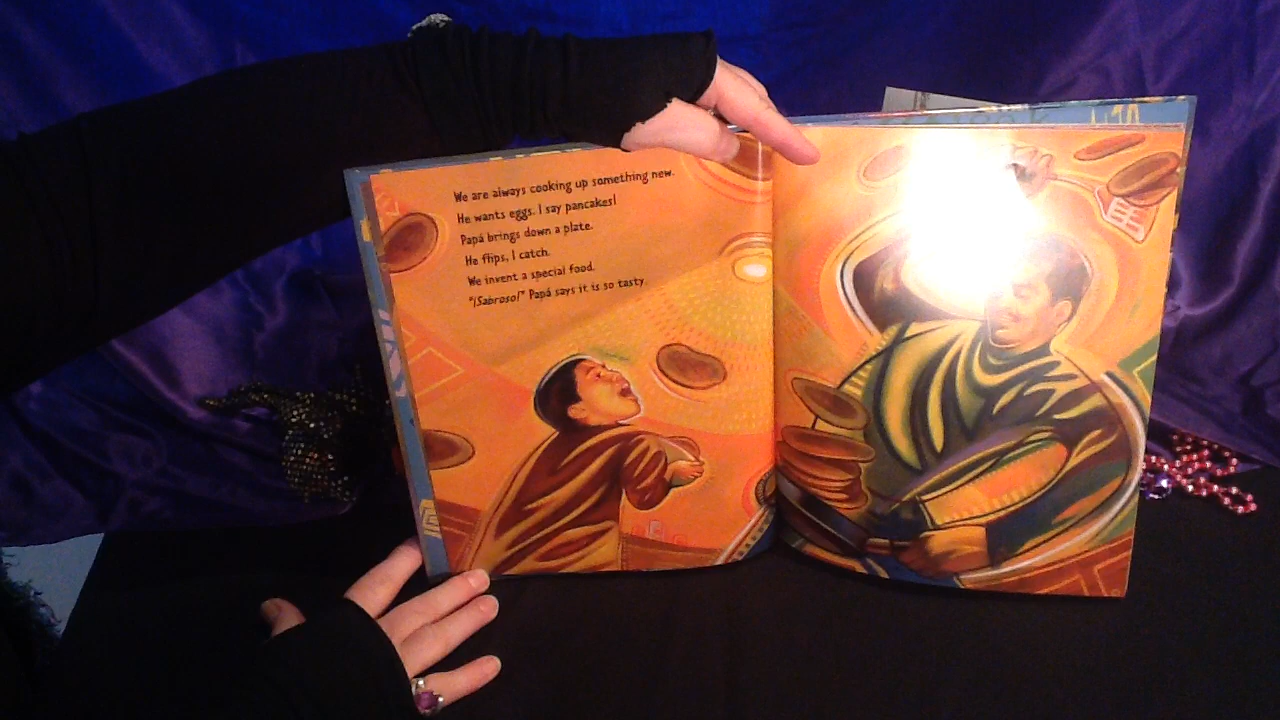 We are always cooking up something new.
He wants eggs. I say pancakes!
Papá brings down a plate.
He flips, I catch.
We invent a special food.
"¡Sabroso!" Papá says it is so tasty.